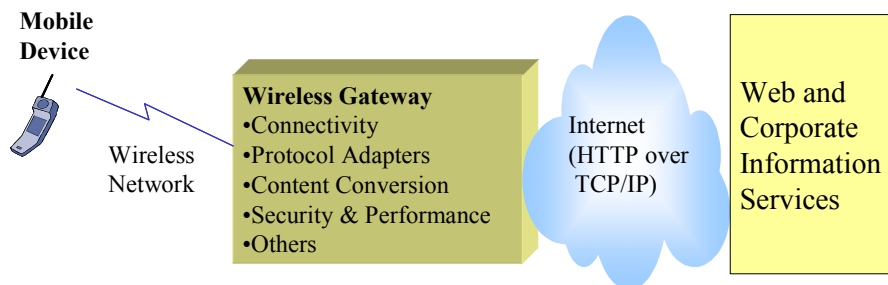 Mobile
Device
Wireless
Network
Wireless Gateway
•Connectivity
•Protocol Adapters
•Content Conversion
•Security & Performance
•Others
Internet
(HTTP over
TCP/IP)
Web and
Corporate
Information
Services